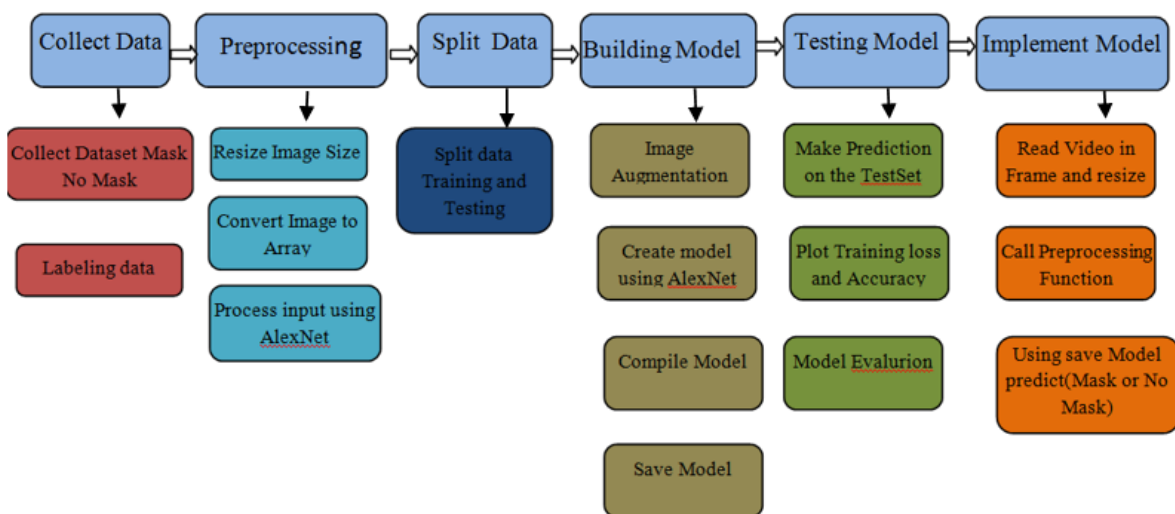 Collect Data
Preprocessing
Split Data
Building Model
Testing Model
Implement Model
Collect Dataset Mask
No Mask
Labeling data
Resize Image Size
Convert Image to
Array
Process input using
AlexNet
Split data
Training and
Testing
Image
Augmentation
Create model
using AlexNet
Compile Model
Save Model
Make Prediction
on the TestSet
Plot Training loss
and Accuracy
Model Evalurion
Read Video in
Frame and resize
Call Preprocessing
Function
Using save Model
predict(Mask or No
Mask)